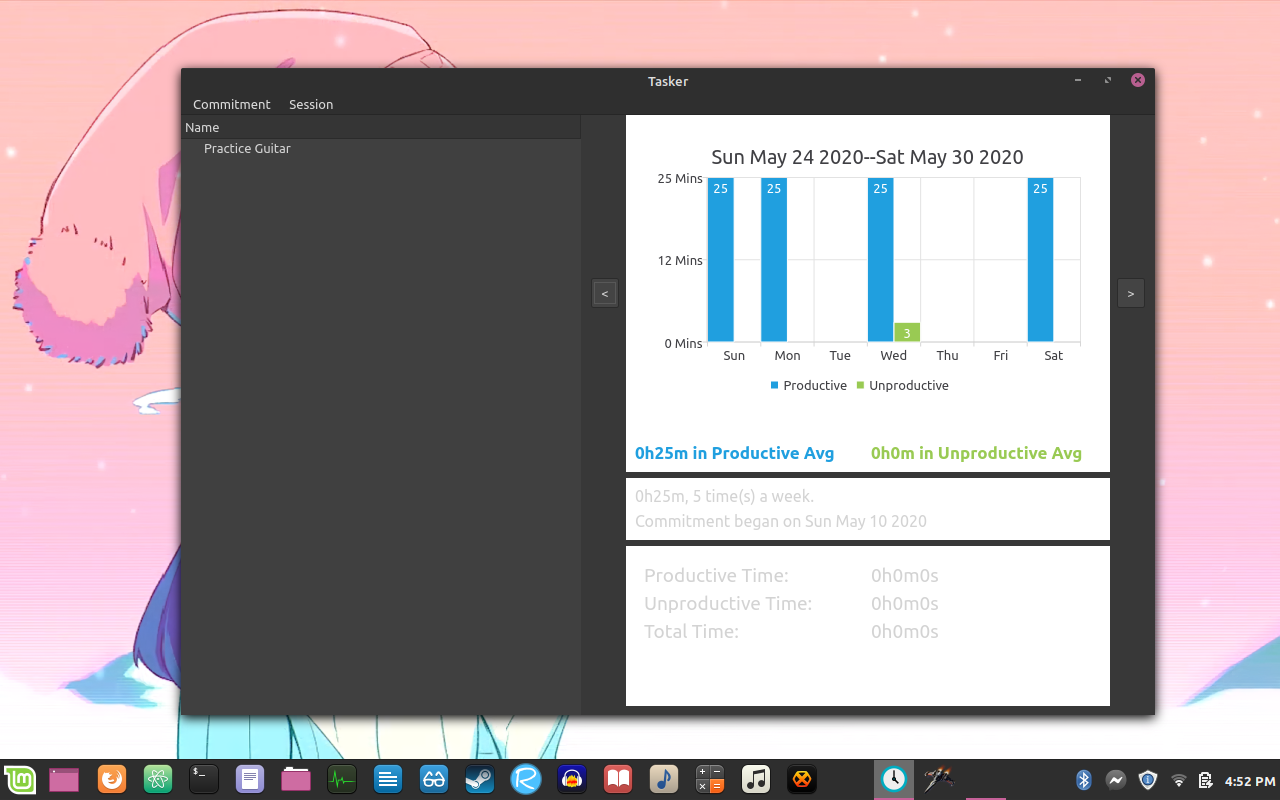 Tasker
Commitment Session
Name
Practice Guitar
Sun May 24 2020--Sat May 30 2020
25 Mins
25 25 25 25
12 Mins
3
0 Mins
Sun Mon Tue Wed Thu Fri Sat
Productive Unproductive
< >
0h25m in Productive Avg 0h0m in Unproductive Avg
0h25m, 5 time(s) a week.
Commitment began on Sun May 10 2020
Productive Time: 0h0m0s
Unproductive Time: 0h0m0s
Total Time: 0h0m0s
$_ 4:52 PM